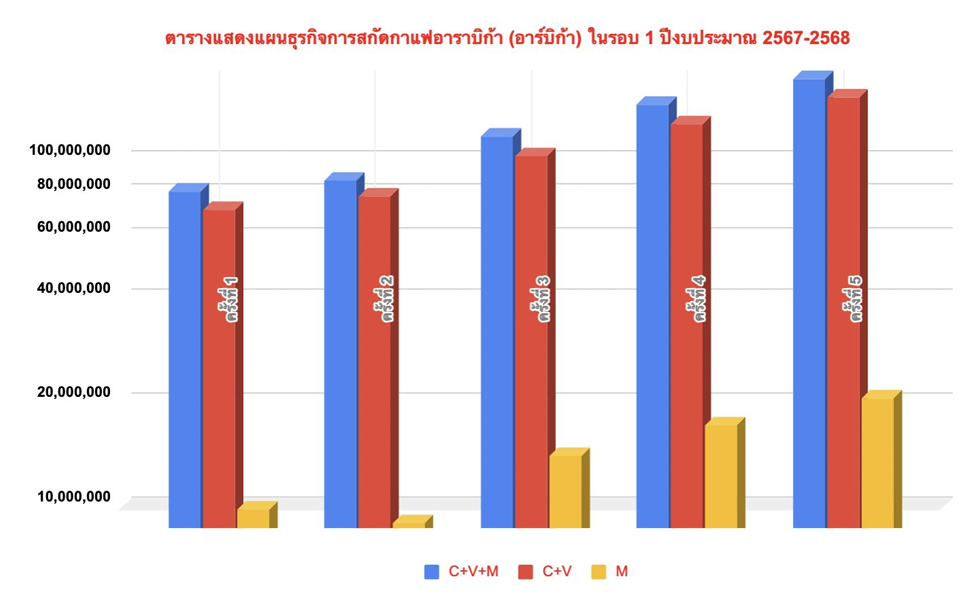 ตารางแสดงแผนธุรกิจการสกัดกาแฟอาราบิก้า (อาร์บิก้า) ในรอบ 1 ปีงบประมาณ 2567-2568
100,000,000
80,000,000
60,000,000
40,000,000
20,000,000
10,000,000
ครั้งที่ 1
ครั้งที่ 2
ครั้งที่ 3
ครั้งที่ 4
ครั้งที่ 5
C+V+M
C+V
M